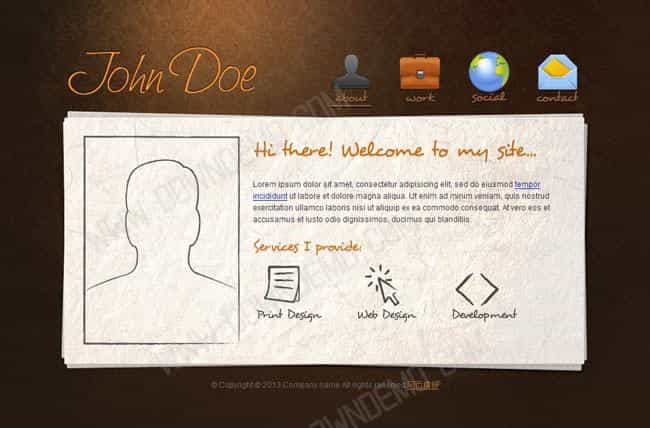 John Doe
about work social contact
Hi there! Welcome to my site...
Lorem ipsum dolor sit amet, consectetur adipisicing elit, sed do eiusmod tempor
incididunt ut labore et dolore magna aliqua. Ut enim ad minim veniam, quis nostrud
exercitation ullamco laboris nisi ut aliquip ex ea commodo consequat. At vero eos et
accusamus et iusto odio dignissimos, ducimus qui blanditiis.
Services I provide:
Print Design Web Design Development
© Copyright © 2013.Company name All rights reserved.